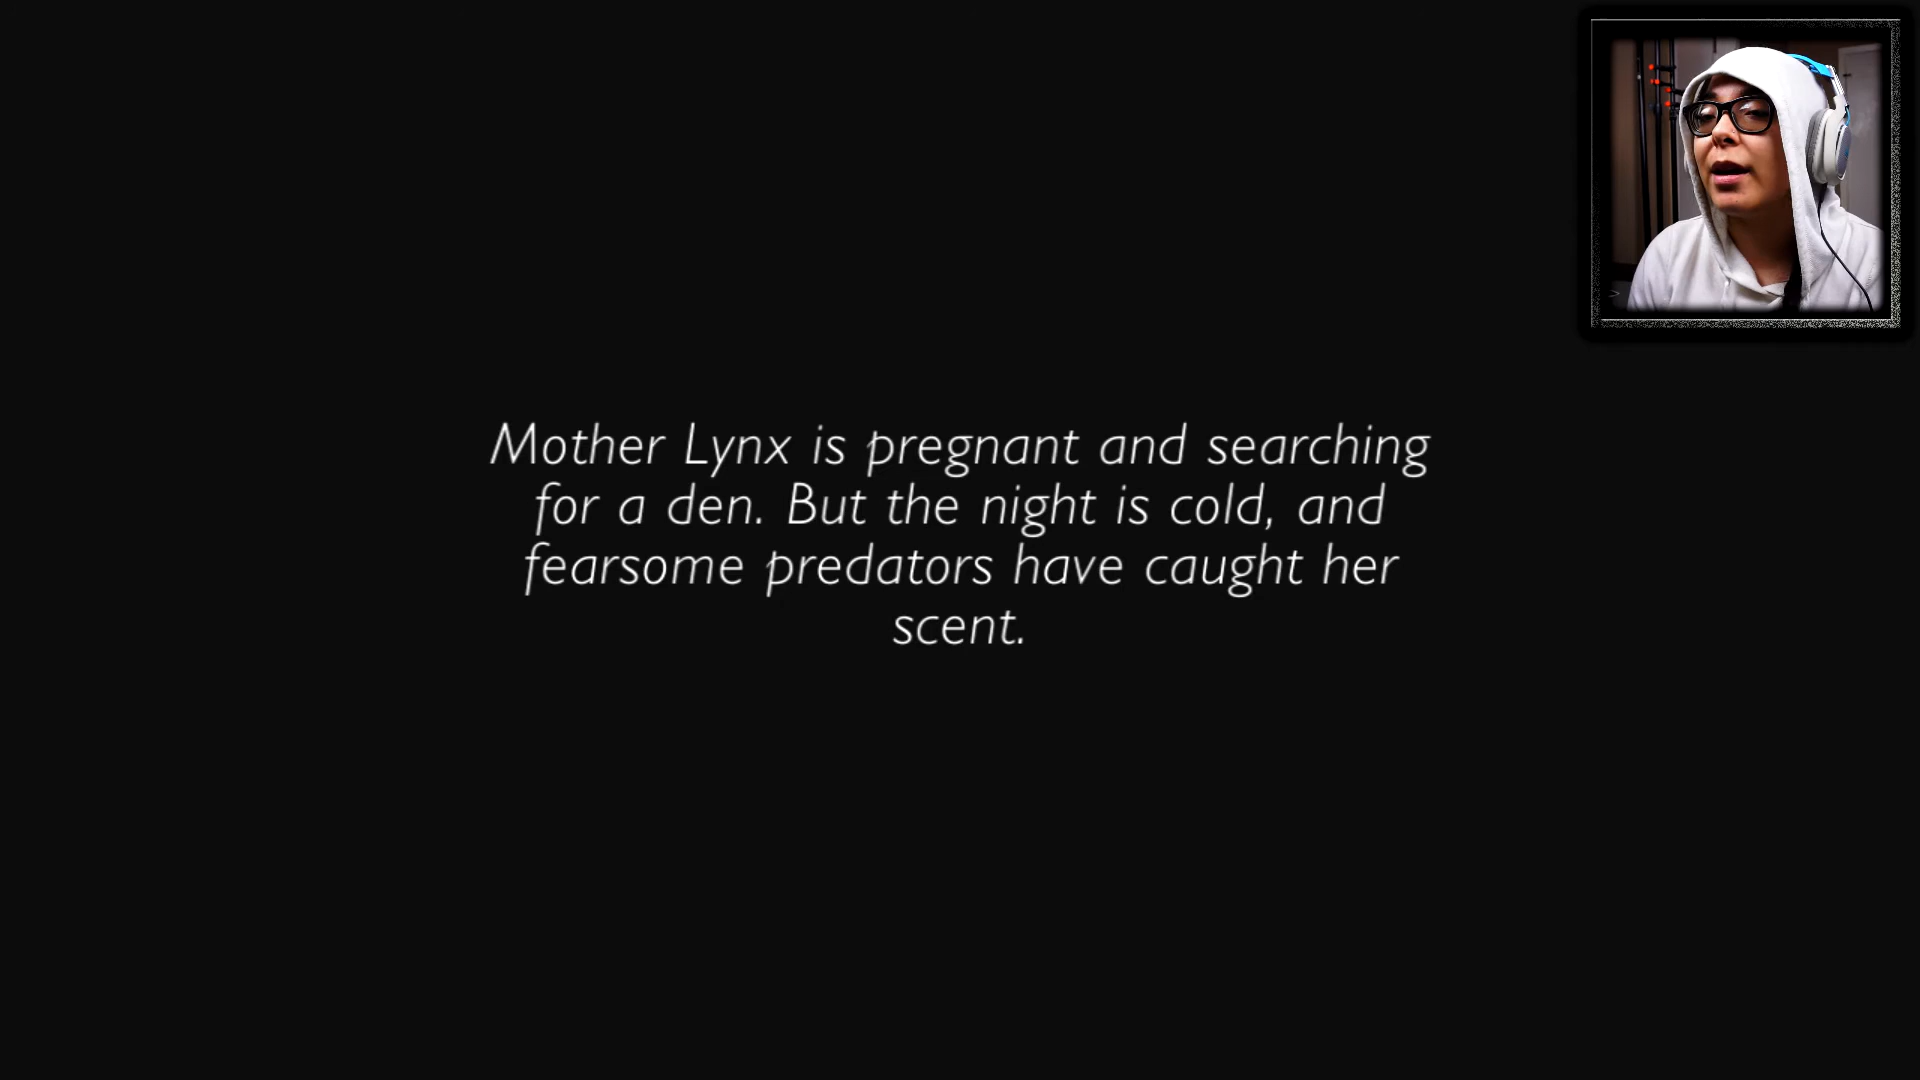 Mother Lynx is pregnant and searching
for a den. But the night is cold, and
fearsome predators have caught her
scent.